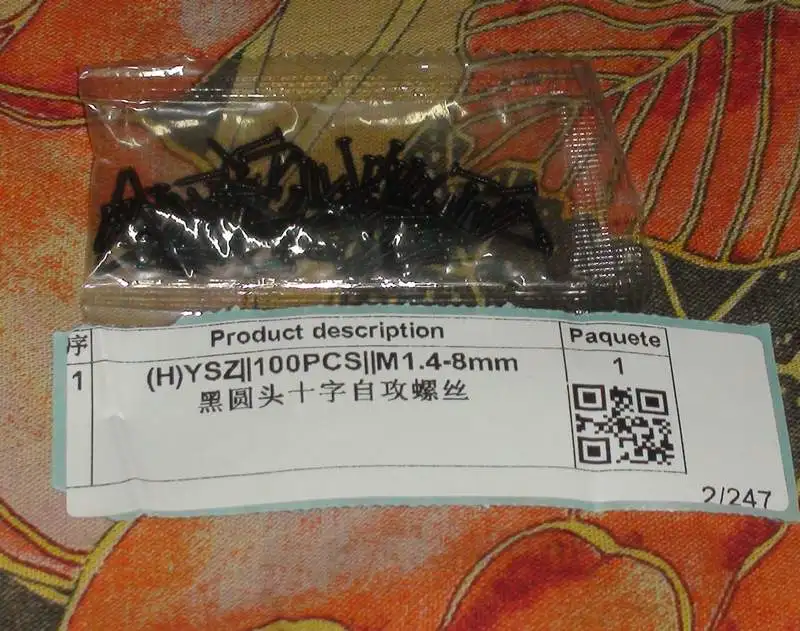 序 Product description Paquete
1 (H)YSZ||100PCS||M1.4-8mm 1
黑圆头十字自攻螺丝
2/247